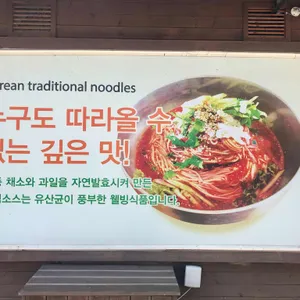 rean traditional noodles
누구도 따라올 수
없는 깊은 맛!
채소와 과일을 자연발효시켜 만든
소스는 유산균이 풍부한 웰빙식품입니다.